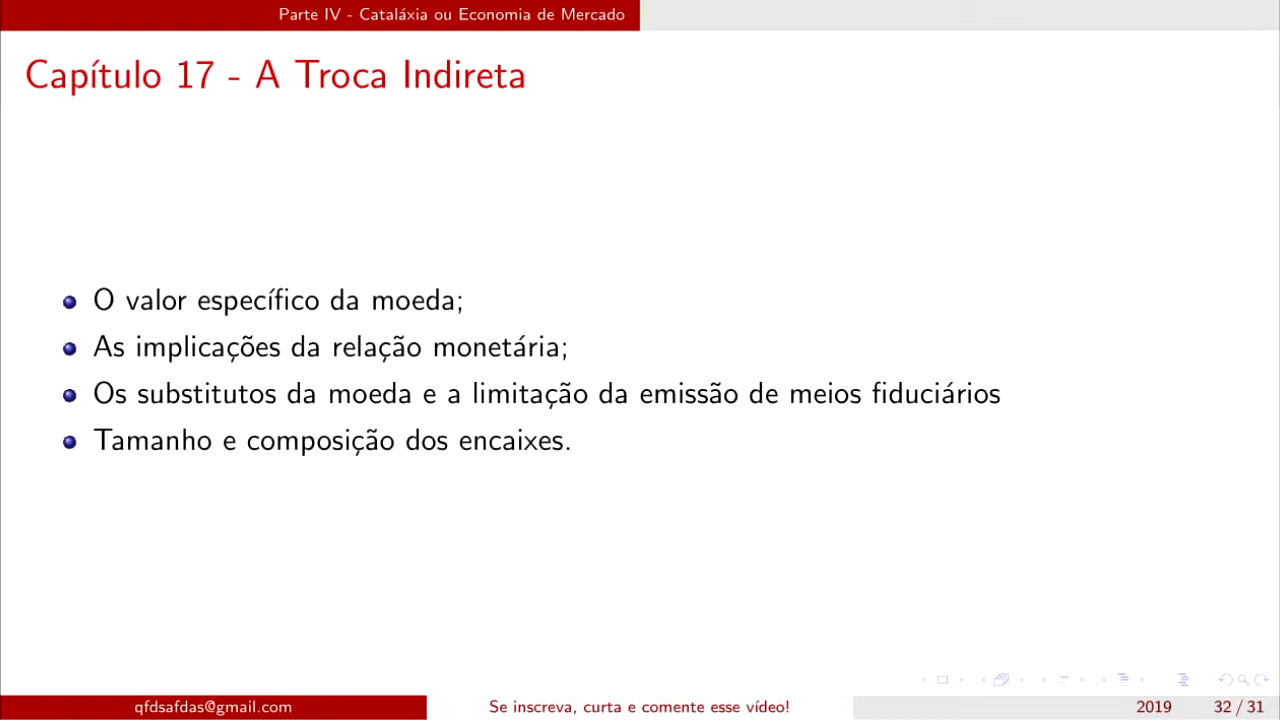 Parte IV - Cataláxia ou Economia de Mercado
Capítulo 17 - A Troca Indireta
O valor específico da moeda;
As implicações da relação monetária;
Os substitutos da moeda e a limitação da emissão de meios fiduciários
Tamanho e composição dos encaixes.
qfdsafdas@gmail.com
Se inscreva, curta e comente esse vídeo!
2019
32 / 31